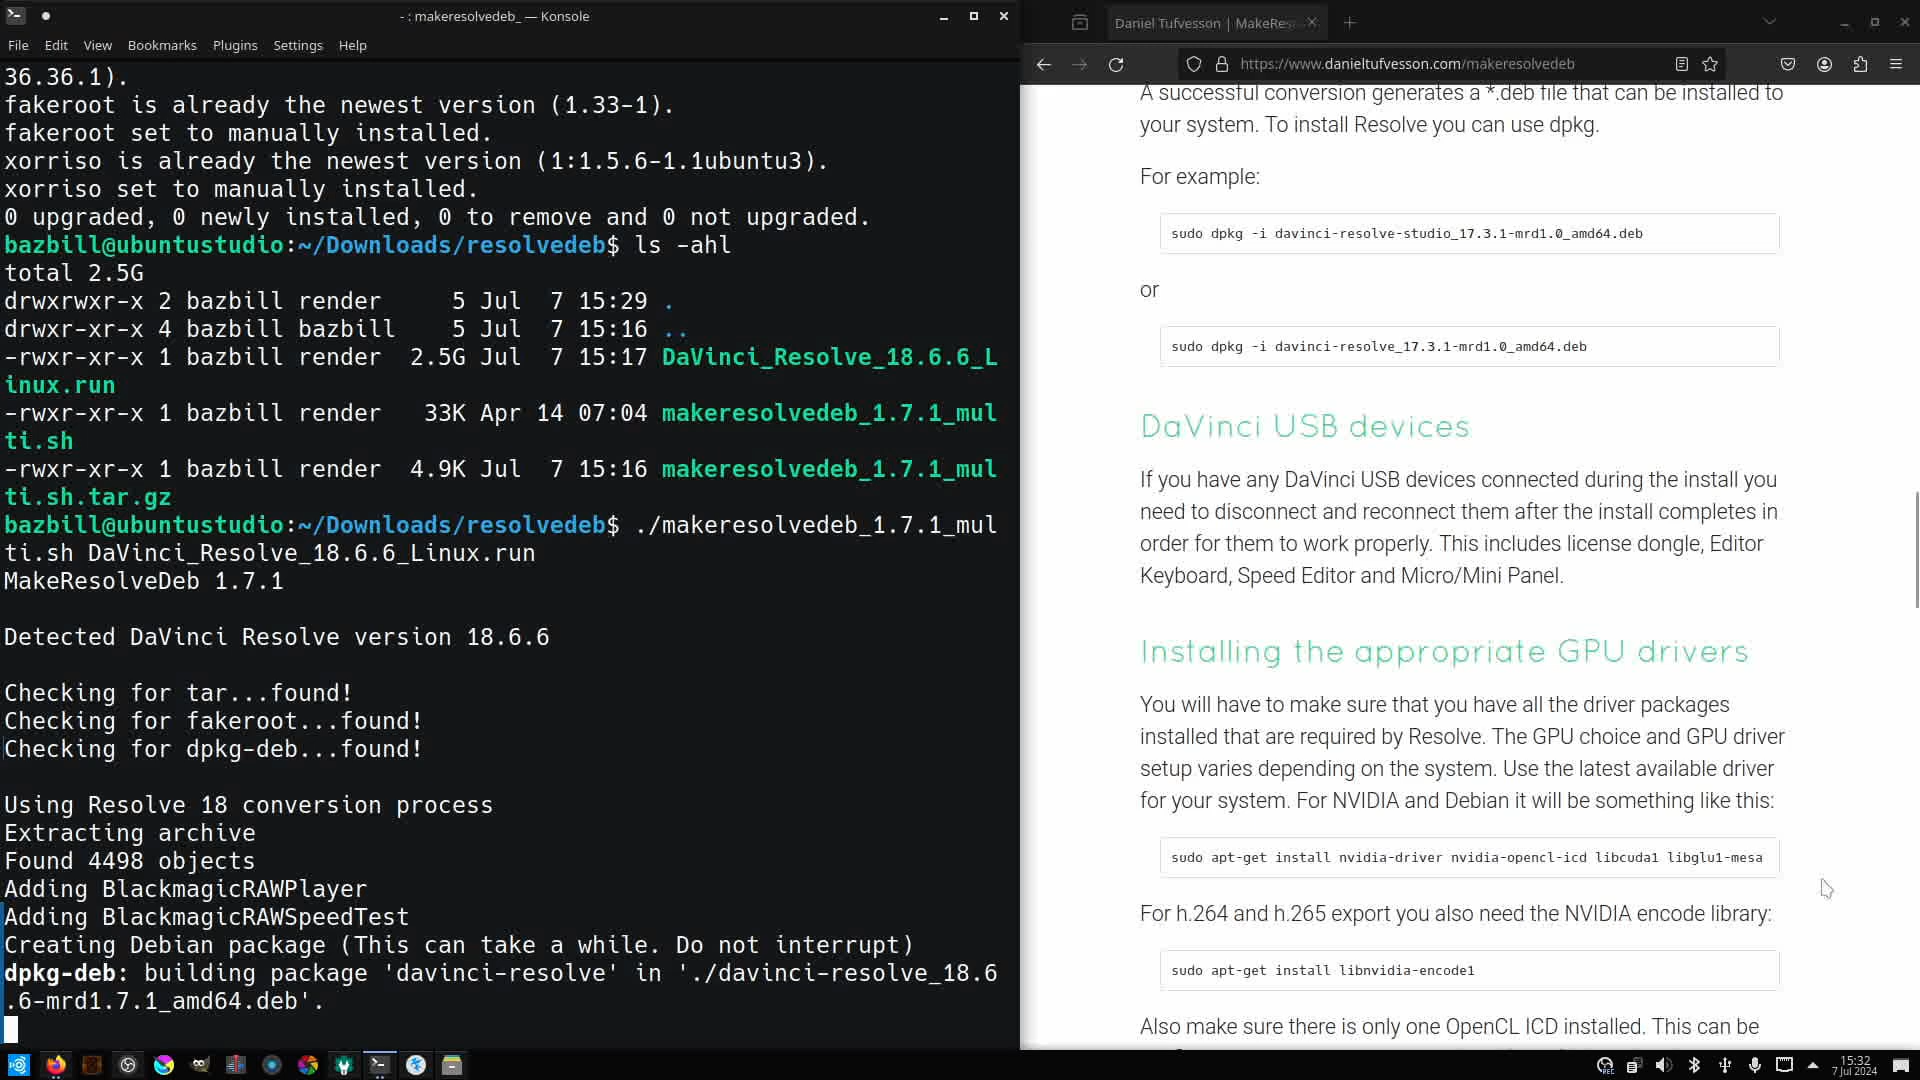 - : makeresolvedeb_ — Konsole
File Edit View Bookmarks Plugins Settings Help
36.36.1).
fakeroot is already the newest version (1.33-1).
fakeroot set to manually installed.
xorriso is already the newest version (1:1.5.6-1.1ubuntu3).
xorriso set to manually installed.
0 upgraded, 0 newly installed, 0 to remove and 0 not upgraded.
bazbill@ubuntustudio:~/Downloads/resolvedeb$ ls -ahl
total 2.5G
drwxrwxr-x 2 bazbill render     5 Jul  7 15:29 .
drwxr-xr-x 4 bazbill bazbill    5 Jul  7 15:16 ..
-rwxr-xr-x 1 bazbill render  2.5G Jul  7 15:17 DaVinci_Resolve_18.6.6_L
inux.run
-rwxr-xr-x 1 bazbill render   33K Apr 14 07:04 makeresolvedeb_1.7.1_mul
ti.sh
-rwxr-xr-x 1 bazbill render  4.9K Jul  7 15:16 makeresolvedeb_1.7.1_mul
ti.sh.tar.gz
bazbill@ubuntustudio:~/Downloads/resolvedeb$ ./makeresolvedeb_1.7.1_mul
ti.sh DaVinci_Resolve_18.6.6_Linux.run
MakeResolveDeb 1.7.1
Detected DaVinci Resolve version 18.6.6
Checking for tar...found!
Checking for fakeroot...found!
Checking for dpkg-deb...found!
Using Resolve 18 conversion process
Extracting archive
Found 4498 objects
Adding BlackmagicRAWPlayer
Adding BlackmagicRAWSpeedTest
Creating Debian package (This can take a while. Do not interrupt)
dpkg-deb: building package 'davinci-resolve' in './davinci-resolve_18.6
.6-mrd1.7.1_amd64.deb'.
Daniel Tufvesson | MakeRes
https://www.danieltufvesson.com/makeresolvedeb
A successful conversion generates a *.deb file that can be installed to
your system. To install Resolve you can use dpkg.
For example:
sudo dpkg -i davinci-resolve-studio_17.3.1-mrd1.0_amd64.deb
or
sudo dpkg -i davinci-resolve_17.3.1-mrd1.0_amd64.deb
DaVinci USB devices
If you have any DaVinci USB devices connected during the install you
need to disconnect and reconnect them after the install completes in
order for them to work properly. This includes license dongle, Editor
Keyboard, Speed Editor and Micro/Mini Panel.
Installing the appropriate GPU drivers
You will have to make sure that you have all the driver packages
installed that are required by Resolve. The GPU choice and GPU driver
setup varies depending on the system. Use the latest available driver
for your system. For NVIDIA and Debian it will be something like this:
sudo apt-get install nvidia-driver nvidia-opencl-icd libcuda1 libglu1-mesa
For h.264 and h.265 export you also need the NVIDIA encode library:
sudo apt-get install libnvidia-encode1
Also make sure there is only one OpenCL ICD installed. This can be
15:32
7 Jul 2024